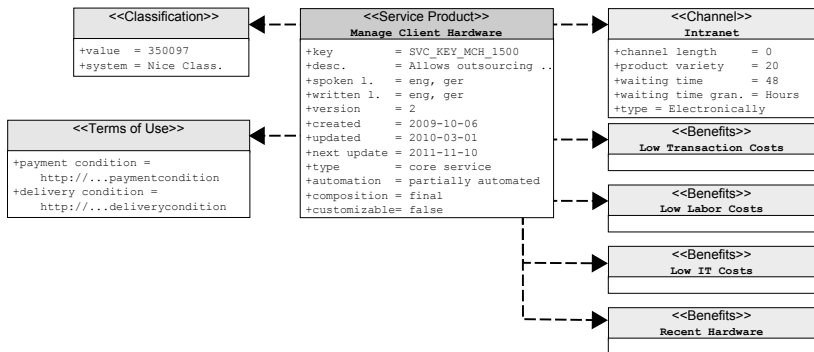 <<Classification>>
+value = 350097
+system = Nice Class.
<<Terms of Use>>
+payment condition =
http://...paymentcondition
+delivery condition =
http://...deliverycondition
<<Service Product>>
Manage Client Hardware
+key = SVC_KEY_MCH_1500
+desc. = Allows outsourcing ..
+spoken l. = eng, ger
+written l. = eng, ger
+version = 2
+created = 2009-10-06
+updated = 2010-03-01
+next update = 2011-11-10
+type = core service
+automation = partially automated
+composition = final
+customizable= false
<<Channel>>
Intranet
+channel length = 0
+product variety = 20
+waiting time = 48
+waiting time gran. = Hours
+type = Electronically
<<Benefits>>
Low Transaction Costs
<<Benefits>>
Low Labor Costs
<<Benefits>>
Low IT Costs
<<Benefits>>
Recent Hardware